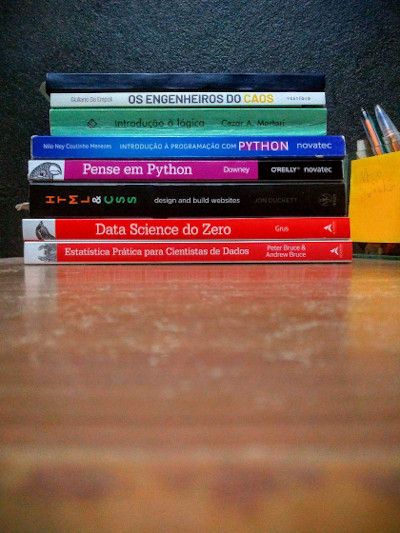 Giuliano Da Empoli OS ENGENHEIROS DO CAOS VESTÍGIO
Introdução à lógica Cezar A. Mortari
Nilo Ney Coutinho Menezes INTRODUÇÃO À PROGRAMAÇÃO COM PYTHON novatec
Pense em Python Downey O'REILLY® novatec
HTML & CSS design and build websites JON DUCKETT
Data Science do Zero Grus
Estatística Prática para Cientistas de Dados Peter Bruce &
Andrew Bruce